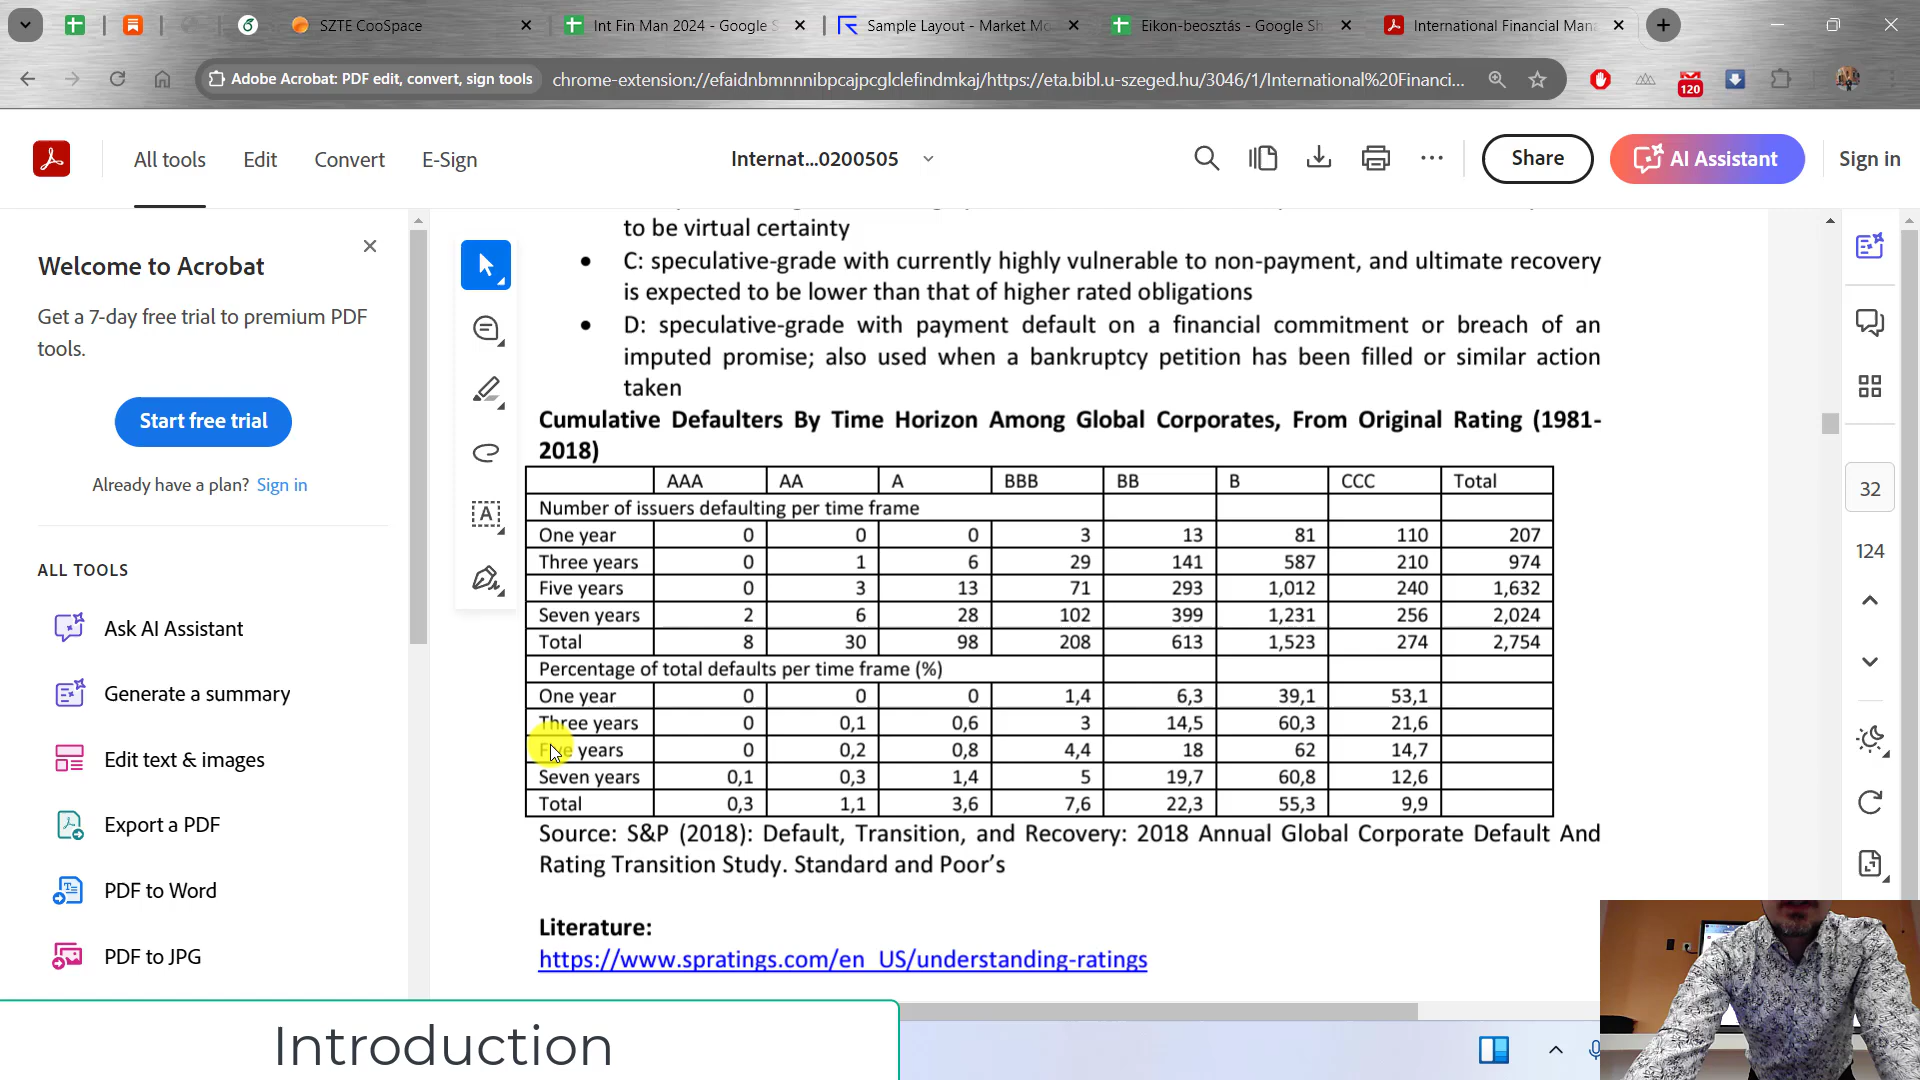 SZTE CooSpace
Int Fin Man 2024 - Google S
Sample Layout - Market Mo
Eikon-beosztás - Google Sh
International Financial Man
Adobe Acrobat: PDF edit, convert, sign tools
chrome-extension://efaidnbmnnnibpcajpcglclefindmkaj/https://eta.bibl.u-szeged.hu/3046/1/International%20Financi...
120
All tools
Edit
Convert
E-Sign
Internat...0200505
Share
AI Assistant
Sign in
Welcome to Acrobat
Get a 7-day free trial to premium PDF
tools.
Start free trial
Already have a plan? Sign in
ALL TOOLS
Ask AI Assistant
Generate a summary
Edit text & images
Export a PDF
PDF to Word
PDF to JPG
to be virtual certainty
• C: speculative-grade with currently highly vulnerable to non-payment, and ultimate recovery
is expected to be lower than that of higher rated obligations
• D: speculative-grade with payment default on a financial commitment or breach of an
imputed promise; also used when a bankruptcy petition has been filled or similar action
taken
Cumulative Defaulters By Time Horizon Among Global Corporates, From Original Rating (1981-
2018)
AAA AA A BBB BB B CCC Total
Number of issuers defaulting per time frame
One year 0 0 0 3 13 81 110 207
Three years 0 1 6 29 141 587 210 974
Five years 0 3 13 71 293 1,012 240 1,632
Seven years 2 6 28 102 399 1,231 256 2,024
Total 8 30 98 208 613 1,523 274 2,754
Percentage of total defaults per time frame (%)
One year 0 0 0 1,4 6,3 39,1 53,1
Three years 0 0,1 0,6 3 14,5 60,3 21,6
Five years 0 0,2 0,8 4,4 18 62 14,7
Seven years 0,1 0,3 1,4 5 19,7 60,8 12,6
Total 0,3 1,1 3,6 7,6 22,3 55,3 9,9
Source: S&P (2018): Default, Transition, and Recovery: 2018 Annual Global Corporate Default And
Rating Transition Study. Standard and Poor's
Literature:
https://www.spratings.com/en_US/understanding-ratings
32
124
Introduction